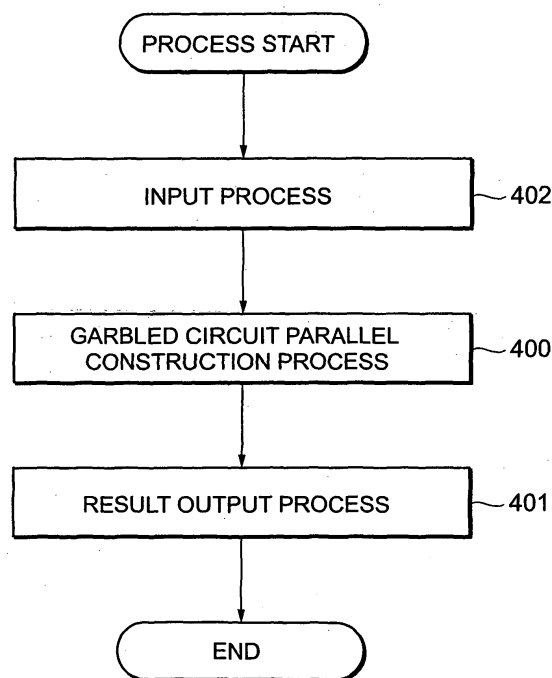 PROCESS START
INPUT PROCESS
402
GARBLED CIRCUIT PARALLEL
CONSTRUCTION PROCESS
400
RESULT OUTPUT PROCESS
401
END